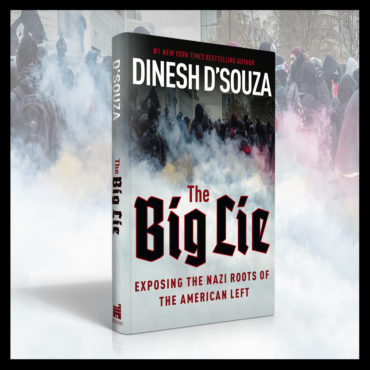 D'SOUZA
The
Big Lie
#1 NEW YORK TIMES BESTSELLING AUTHOR
DINESH D'SOUZA
The
Big Lie
EXPOSING THE NAZI ROOTS OF
THE AMERICAN LEFT